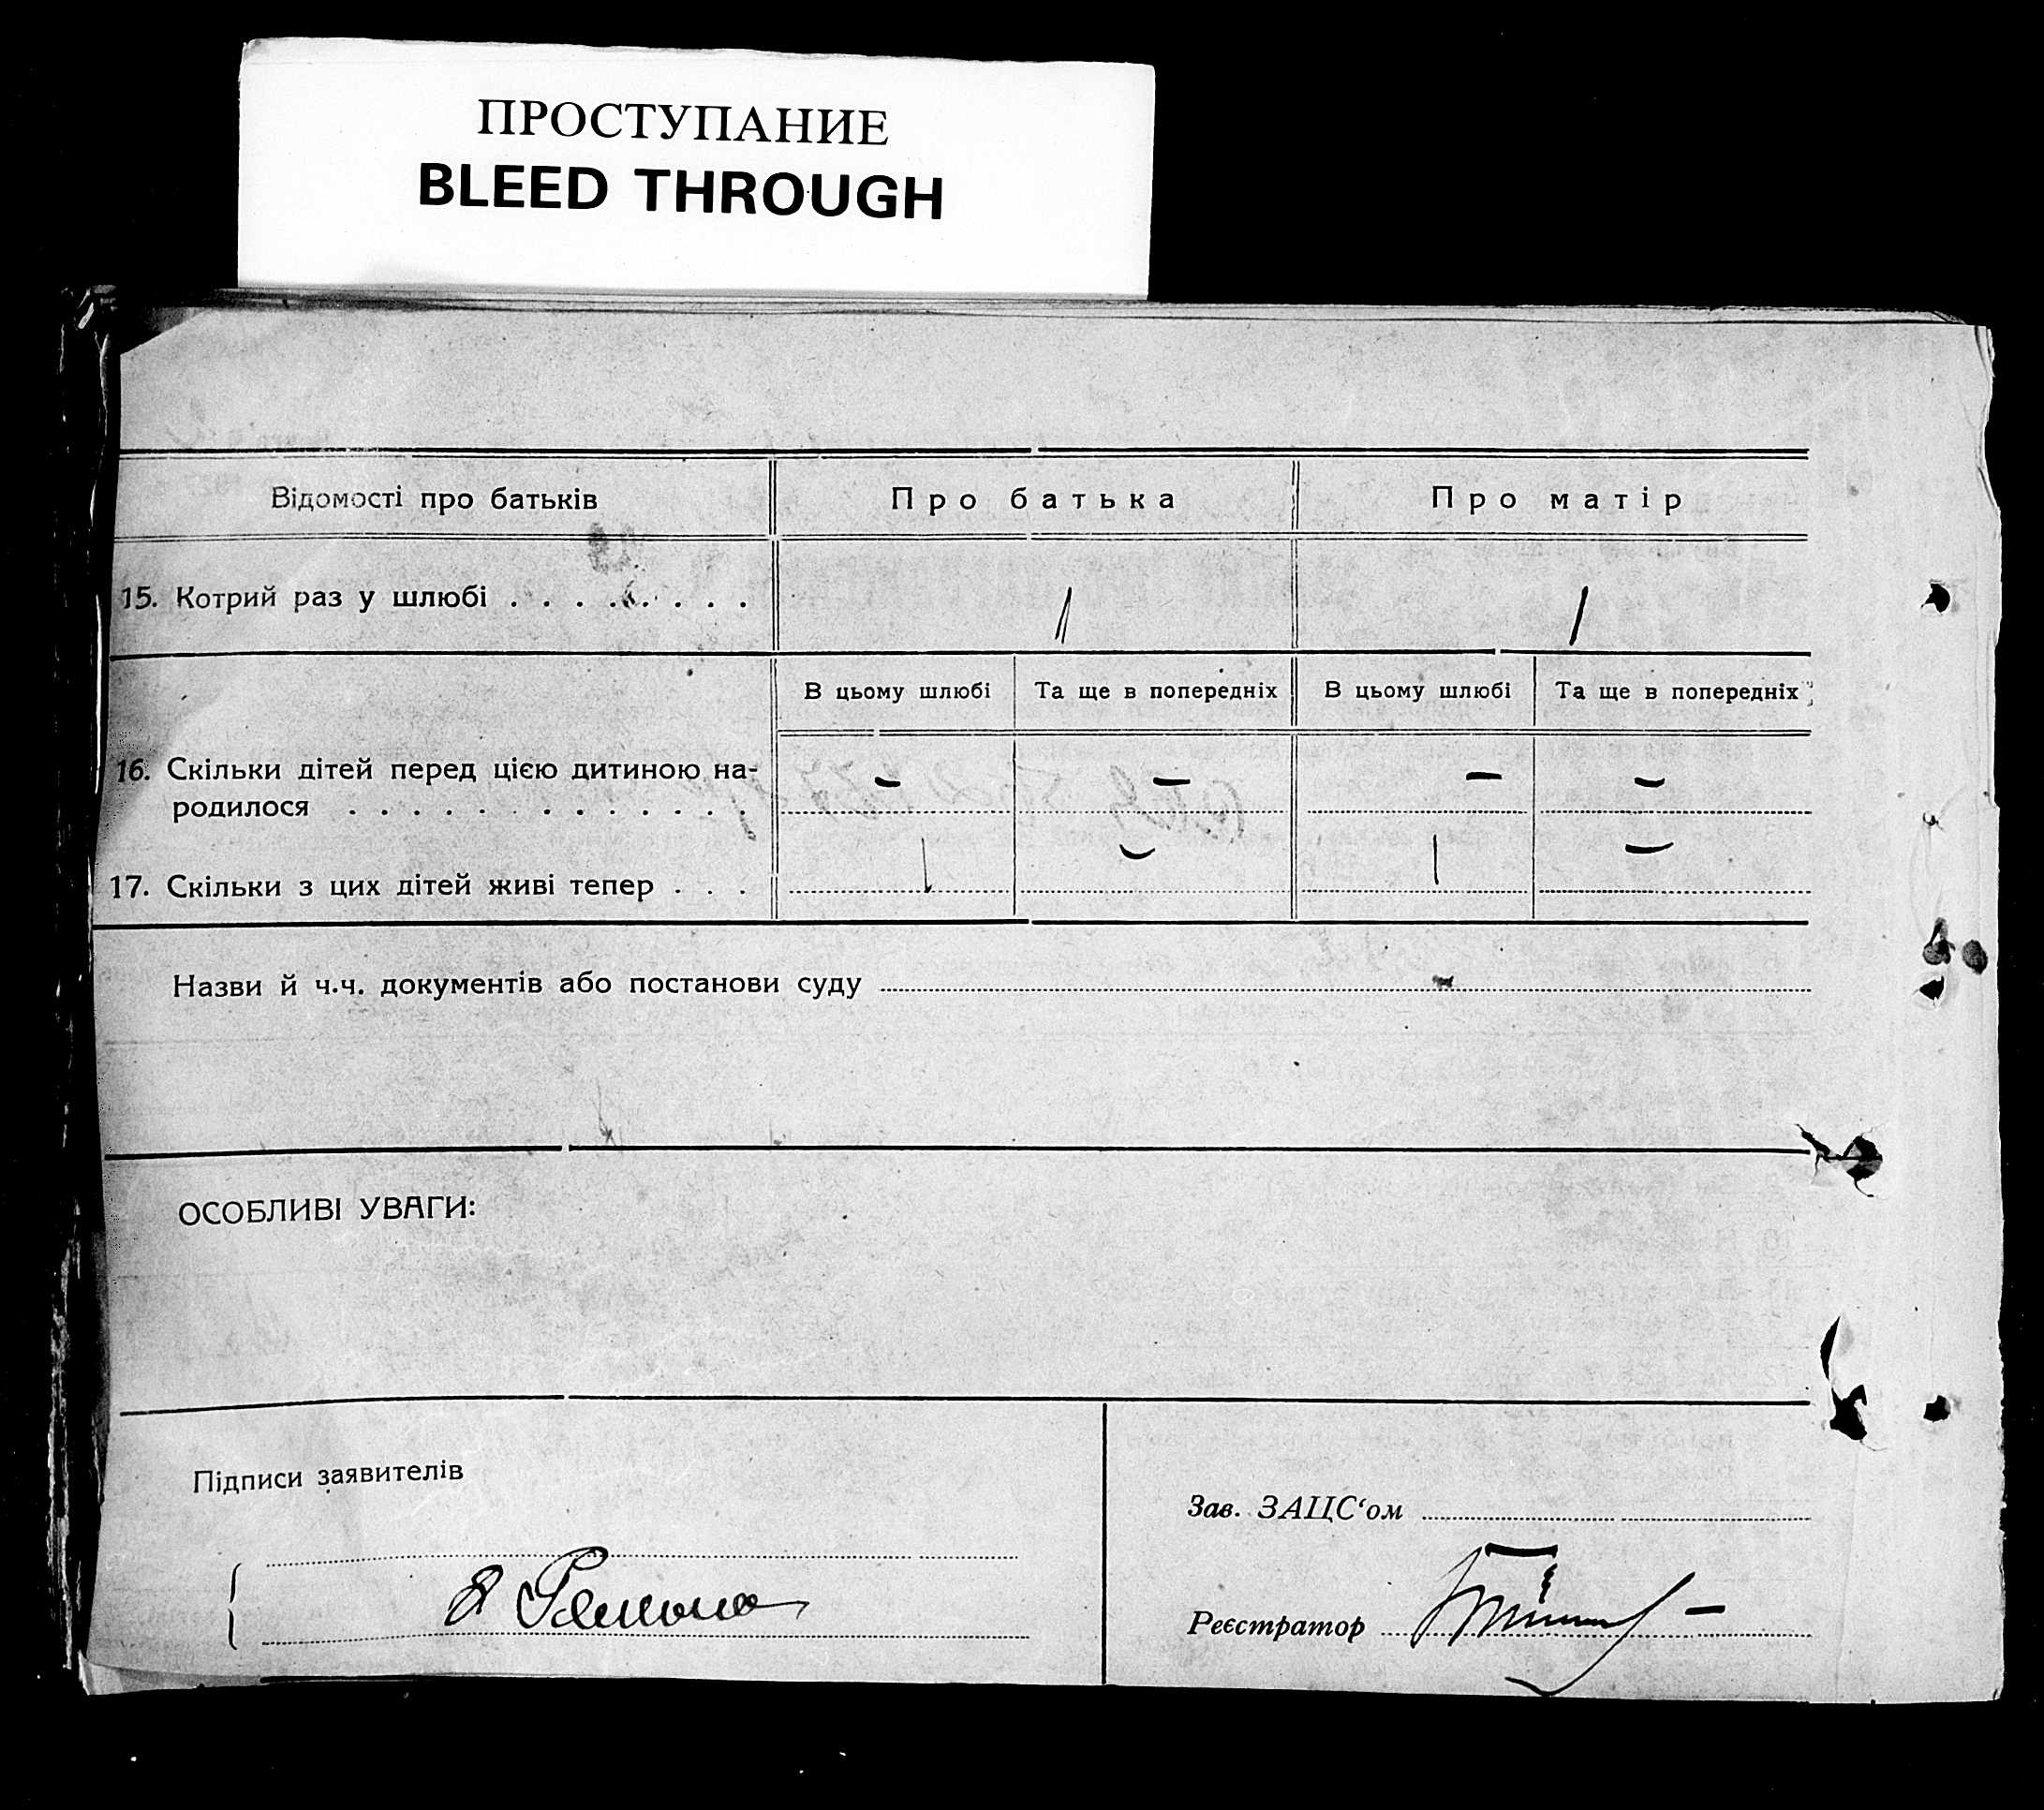 ПРОСТУПАНИЕ
BLEED THROUGH
Відомості про батьків Про батька Про матір
15. Котрий раз у шлюбі . . . . . . . . . 1 1
В цьому шлюбі Та ще в попередніх В цьому шлюбі Та ще в попередніх
16. Скільки дітей перед цією дитиною на- – – – –
родилося . . . . . . . . . . . . .
17. Скільки з цих дітей живі тепер . . . 1 – 1 –
Назви й ч.ч. документів або постанови суду
ОСОБЛИВІ УВАГИ:
Підписи заявителів
Зав. ЗАЦС‘ом
Реєстратор